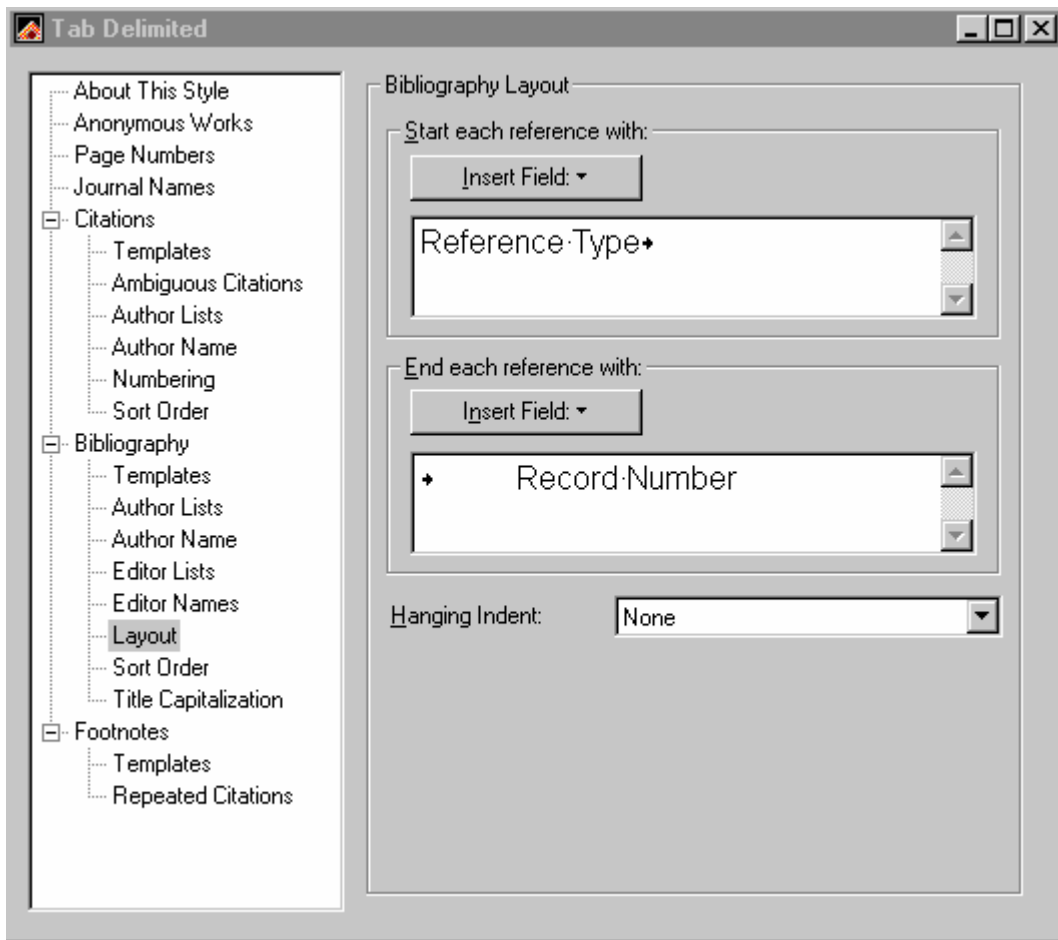 Tab Delimited
About This Style
Anonymous Works
Page Numbers
Journal Names
Citations
Templates
Ambiguous Citations
Author Lists
Author Name
Numbering
Sort Order
Bibliography
Templates
Author Lists
Author Name
Editor Lists
Editor Names
Layout
Sort Order
Title Capitalization
Footnotes
Templates
Repeated Citations
Bibliography Layout
Start each reference with:
Insert Field:
Reference·Type➧
End each reference with:
Insert Field:
➧ Record·Number
Hanging Indent: None